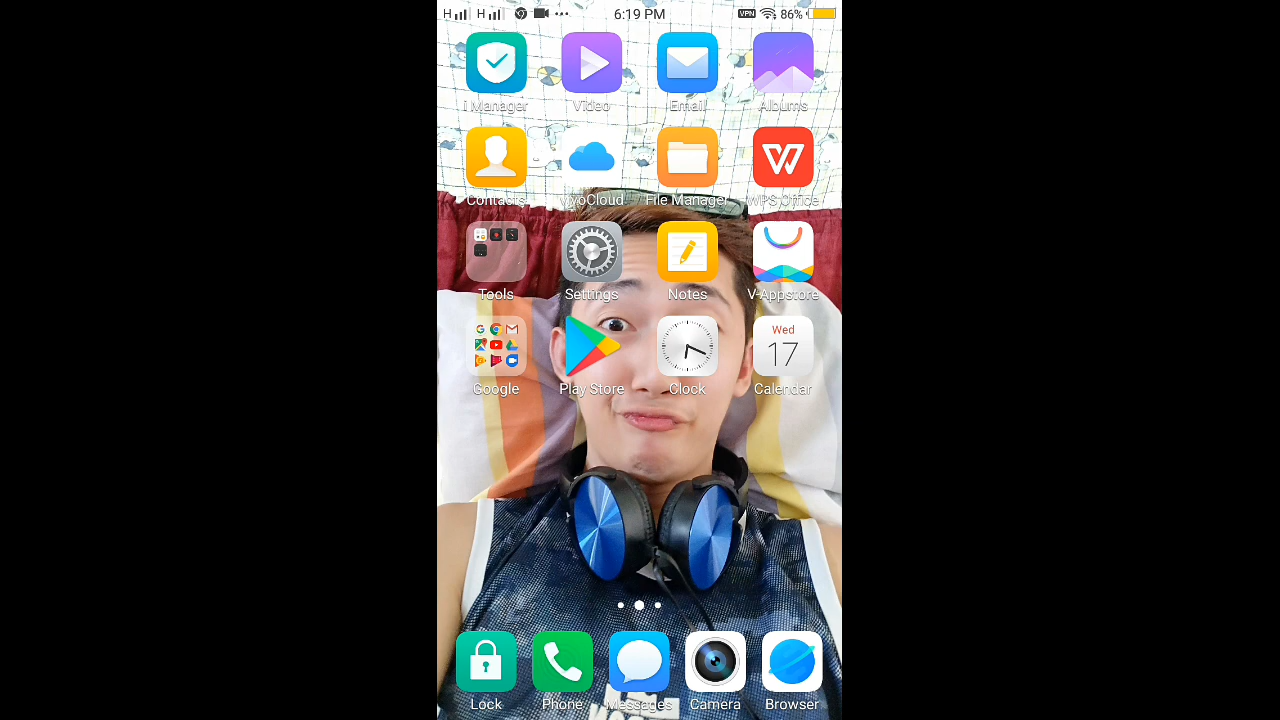 H H 6:19 PM VPN 86%
i Manager Video Email Albums
Contacts vivoCloud File Manager WPS Office
Tools Settings Notes V-Appstore
Wed
17
Google Play Store Clock Calendar
Lock Phone Messages Camera Browser